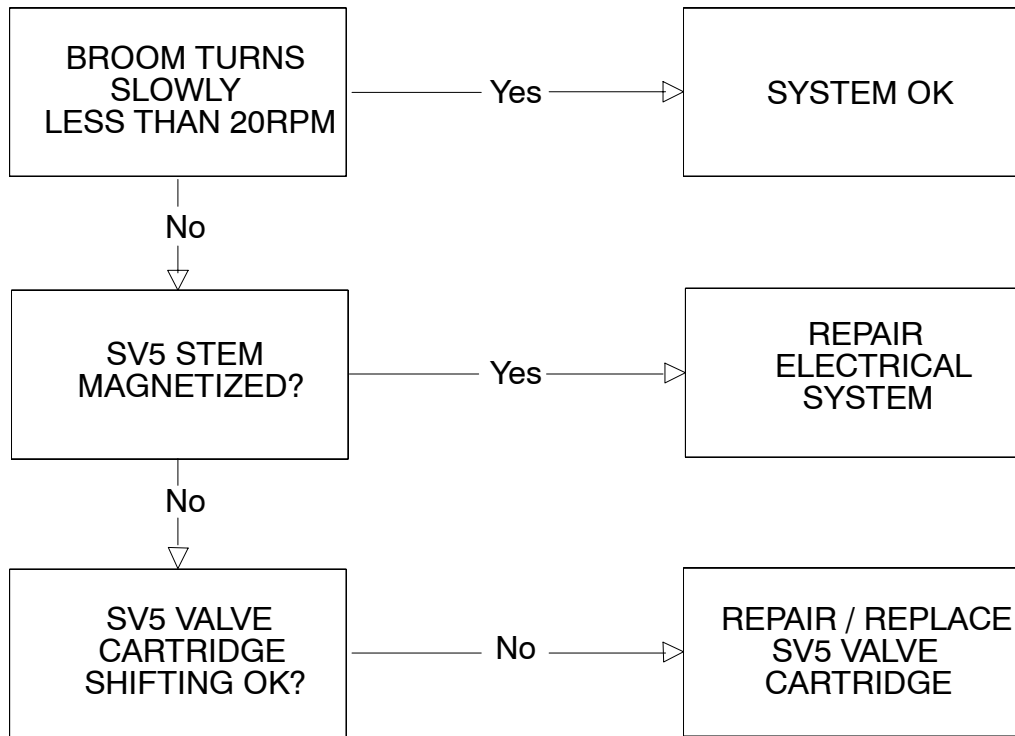 BROOM TURNS
SLOWLY
LESS THAN 20RPM
Yes
SYSTEM OK
No
SV5 STEM
MAGNETIZED?
Yes
REPAIR
ELECTRICAL
SYSTEM
No
SV5 VALVE
CARTRIDGE
SHIFTING OK?
No
REPAIR / REPLACE
SV5 VALVE
CARTRIDGE